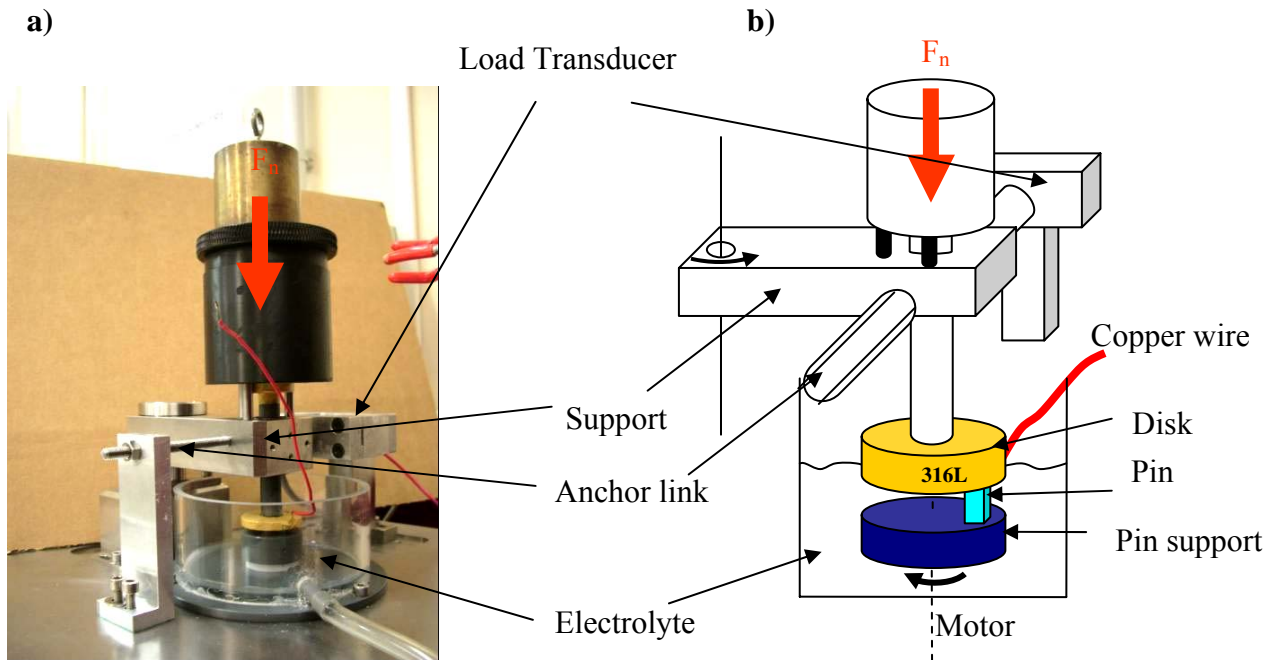 a)
b)
Load Transducer
Fn
Fn
Copper wire
Support
Disk
316L
Anchor link
Pin
Pin support
Electrolyte
Motor